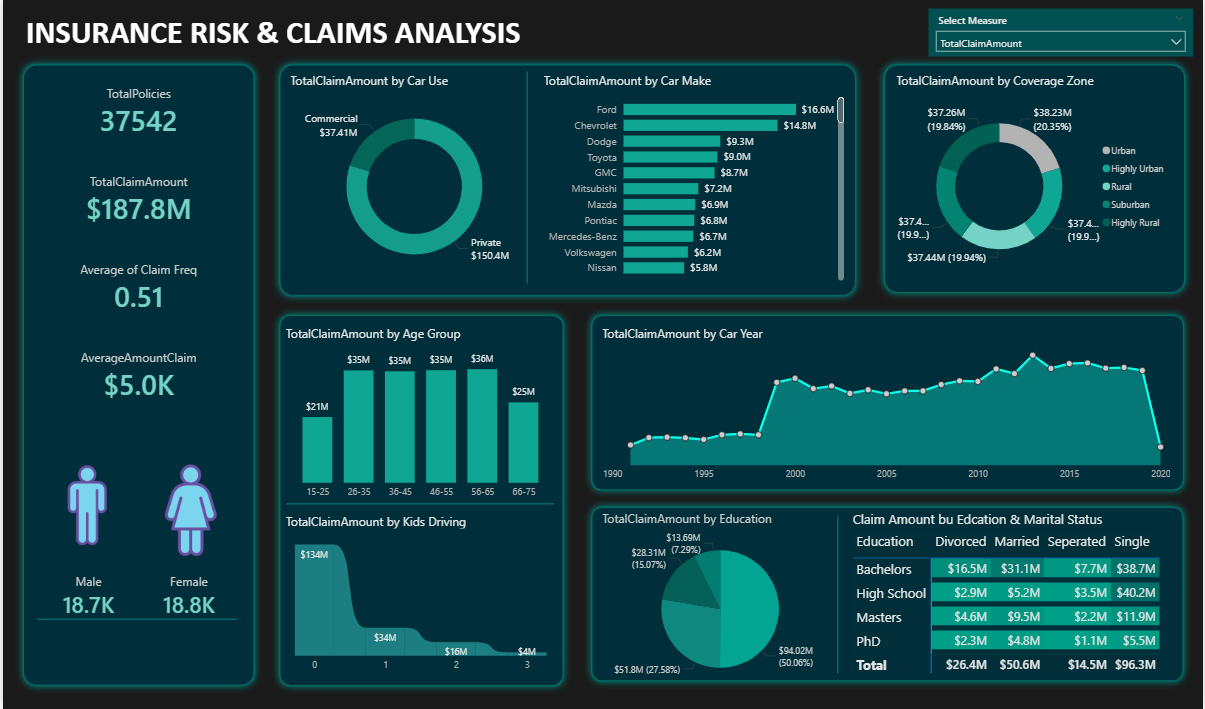 INSURANCE RISK & CLAIMS ANALYSIS
Select Measure
TotalClaimAmount
TotalPolicies
37542
TotalClaimAmount
$187.8M
Average of Claim Freq
0.51
AverageAmountClaim
$5.0K
Male
18.7K
Female
18.8K
TotalClaimAmount by Car Use
Commercial
$37.41M
Private
$150.4M
TotalClaimAmount by Car Make
Ford $16.6M
Chevrolet $14.8M
Dodge $9.3M
Toyota $9.0M
GMC $8.7M
Mitsubishi $7.2M
Mazda $6.9M
Pontiac $6.8M
Mercedes-Benz $6.7M
Volkswagen $6.2M
Nissan $5.8M
TotalClaimAmount by Coverage Zone
$37.26M
(19.84%)
$38.23M
(20.35%)
$37.4...
(19.9...)
$37.4...
(19.9...)
$37.44M (19.94%)
Urban
Highly Urban
Rural
Suburban
Highly Rural
TotalClaimAmount by Age Group
$21M $35M $35M $35M $36M $25M
15-25 26-35 36-45 46-55 56-65 66-75
TotalClaimAmount by Kids Driving
$134M $34M $16M $4M
0 1 2 3
TotalClaimAmount by Car Year
1990 1995 2000 2005 2010 2015 2020
TotalClaimAmount by Education
$13.69M
(7.29%)
$28.31M
(15.07%)
$94.02M
(50.06%)
$51.8M (27.58%)
Claim Amount bu Edcation & Marital Status
Education Divorced Married Seperated Single
Bachelors $16.5M $31.1M $7.7M $38.7M
High School $2.9M $5.2M $3.5M $40.2M
Masters $4.6M $9.5M $2.2M $11.9M
PhD $2.3M $4.8M $1.1M $5.5M
Total $26.4M $50.6M $14.5M $96.3M